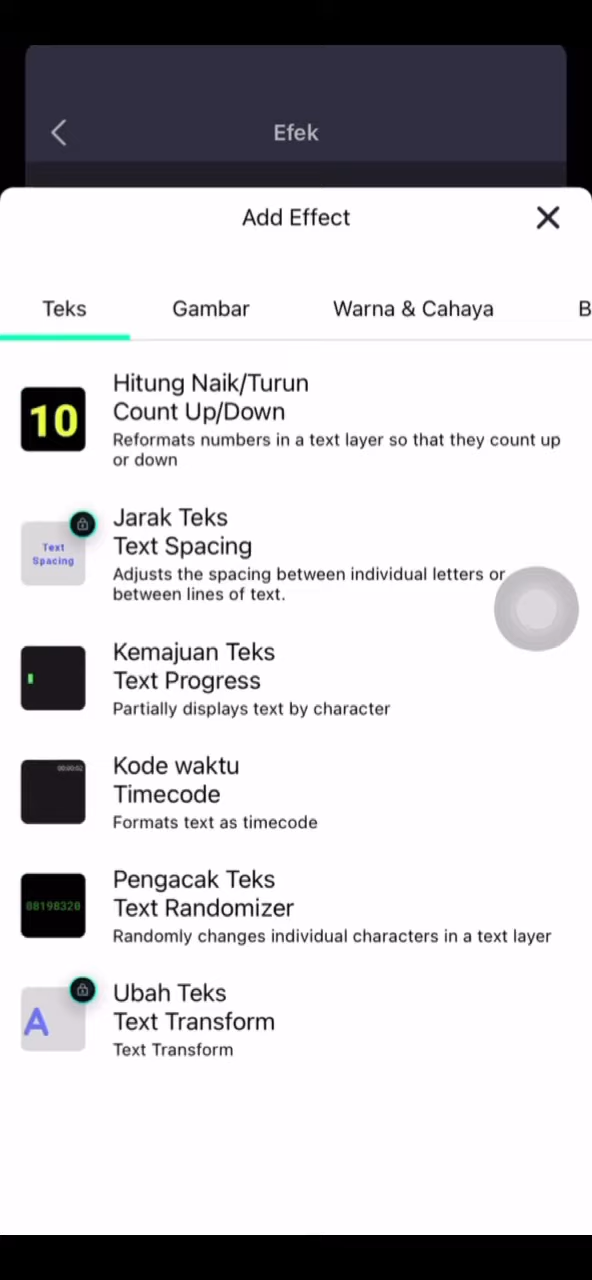 Efek
Add Effect
Teks
Gambar
Warna & Cahaya
B
10
Hitung Naik/Turun
Count Up/Down
Reformats numbers in a text layer so that they count up
or down
Text
Spacing
Jarak Teks
Text Spacing
Adjusts the spacing between individual letters or
between lines of text.
Kemajuan Teks
Text Progress
Partially displays text by character
Kode waktu
Timecode
Formats text as timecode
08198320
Pengacak Teks
Text Randomizer
Randomly changes individual characters in a text layer
A
Ubah Teks
Text Transform
Text Transform